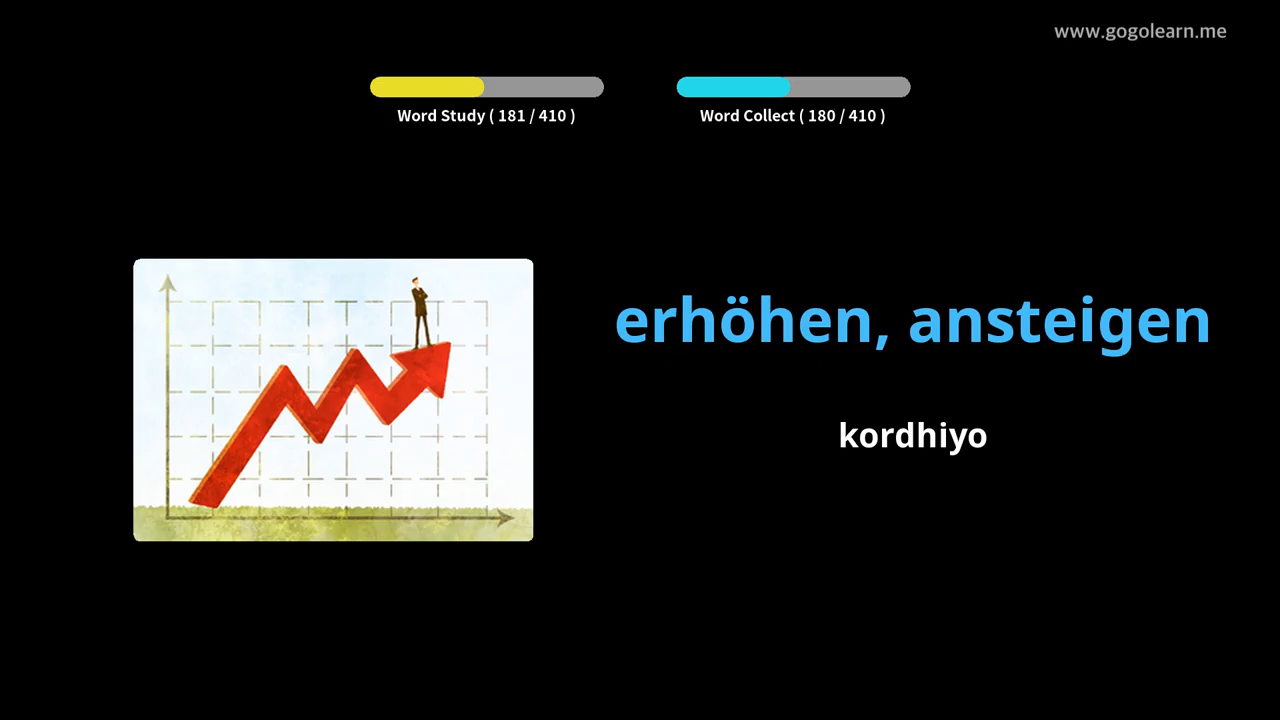 www.gogolearn.me
Word Study ( 181 / 410 )
Word Collect ( 180 / 410 )
erhöhen, ansteigen
kordhiyo